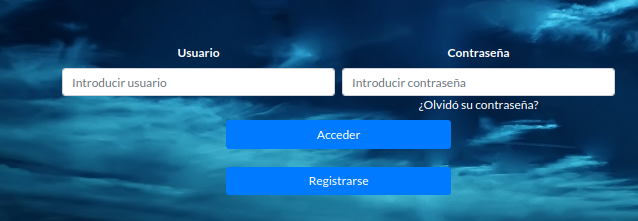 Usuario Contraseña
Introducir usuario Introducir contraseña
¿Olvidó su contraseña?
Acceder
Registrarse